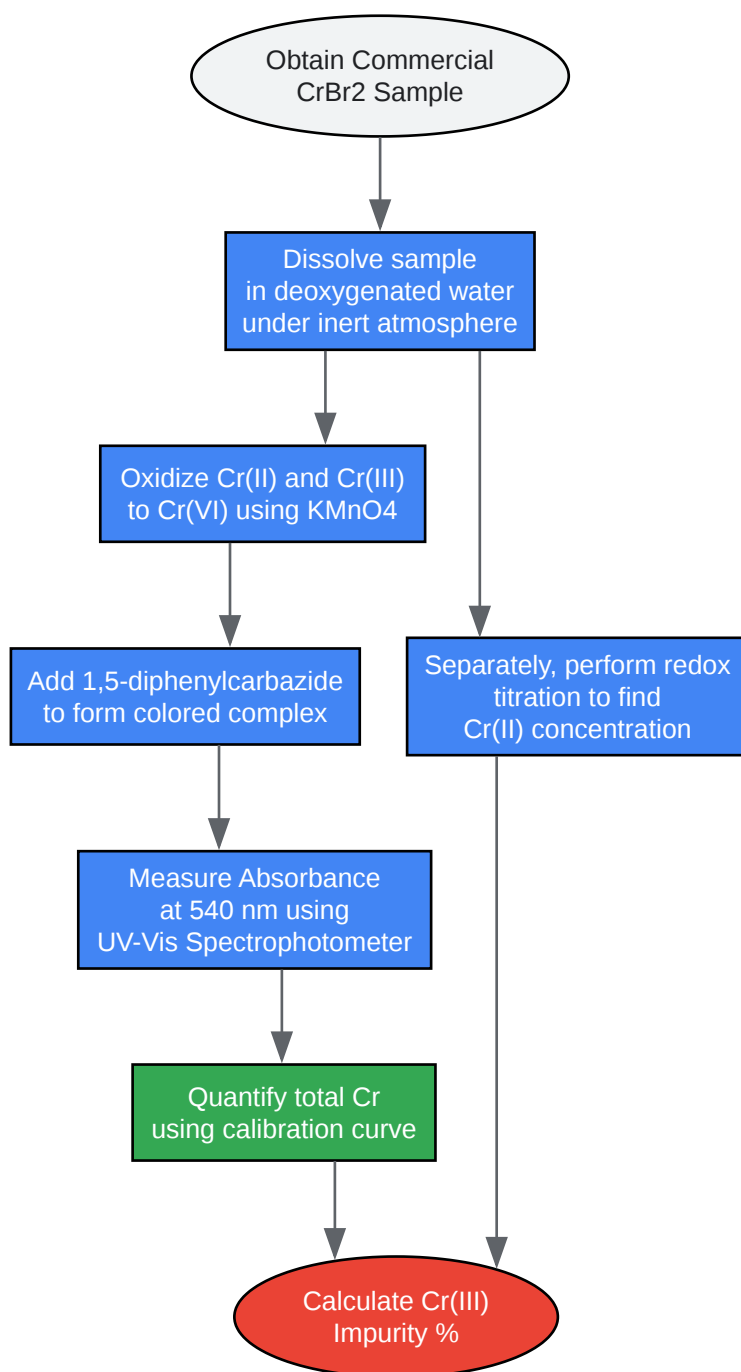 Obtain Commercial
CrBr2 Sample
Dissolve sample
in deoxygenated water
under inert atmosphere
Oxidize Cr(II) and Cr(III)
to Cr(VI) using KMnO4
Add 1,5-diphenylcarbazide
to form colored complex
Separately, perform redox
titration to find
Cr(II) concentration
Measure Absorbance
at 540 nm using
UV-Vis Spectrophotometer
Quantify total Cr
using calibration curve
Calculate Cr(III)
Impurity %